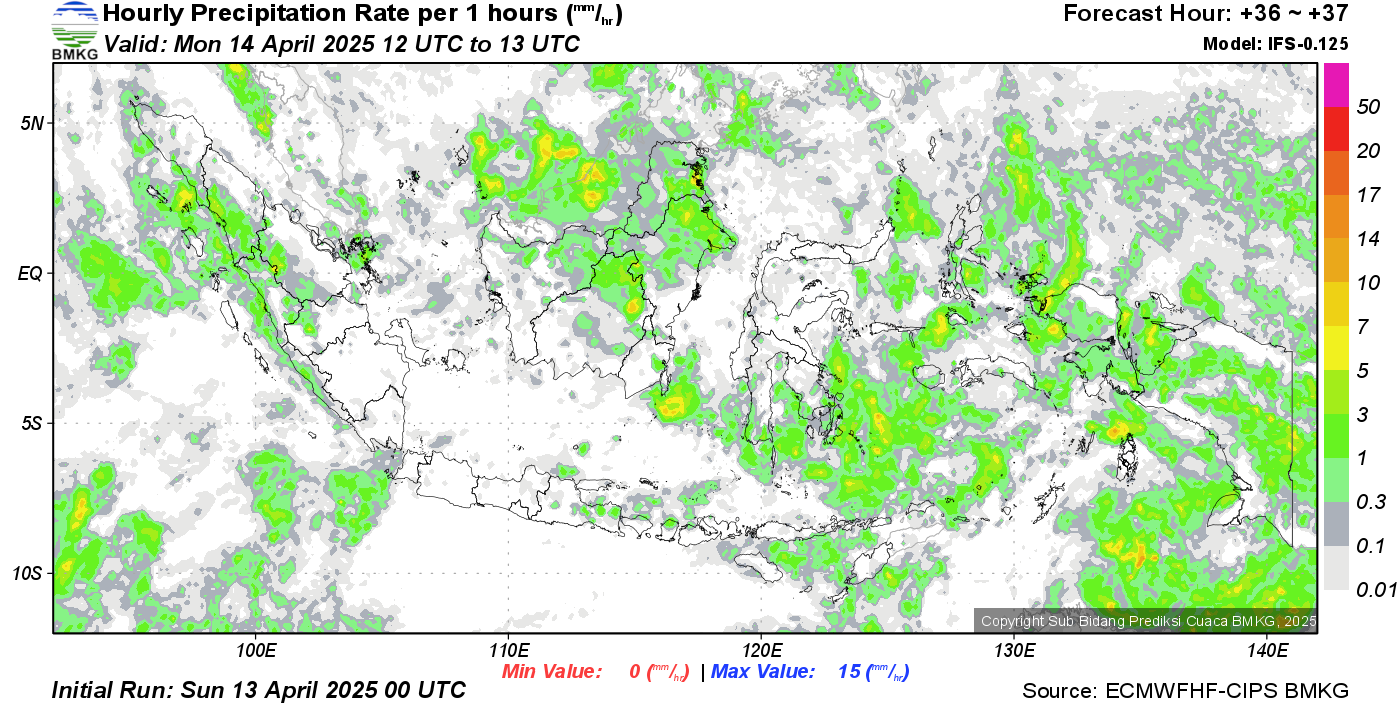 BMKG
Hourly Precipitation Rate per 1 hours (mm/hr)
Valid: Mon 14 April 2025 12 UTC to 13 UTC
Forecast Hour: +36 ~ +37
Model: IFS-0.125
5N
EQ
5S
10S
100E
110E
120E
130E
140E
50
20
17
14
10
7
5
3
1
0.3
0.1
0.01
Copyright Sub Bidang Prediksi Cuaca BMKG, 2025
Min Value: 0 (mm/hr) | Max Value: 15 (mm/hr)
Initial Run: Sun 13 April 2025 00 UTC
Source: ECMWFHF-CIPS BMKG